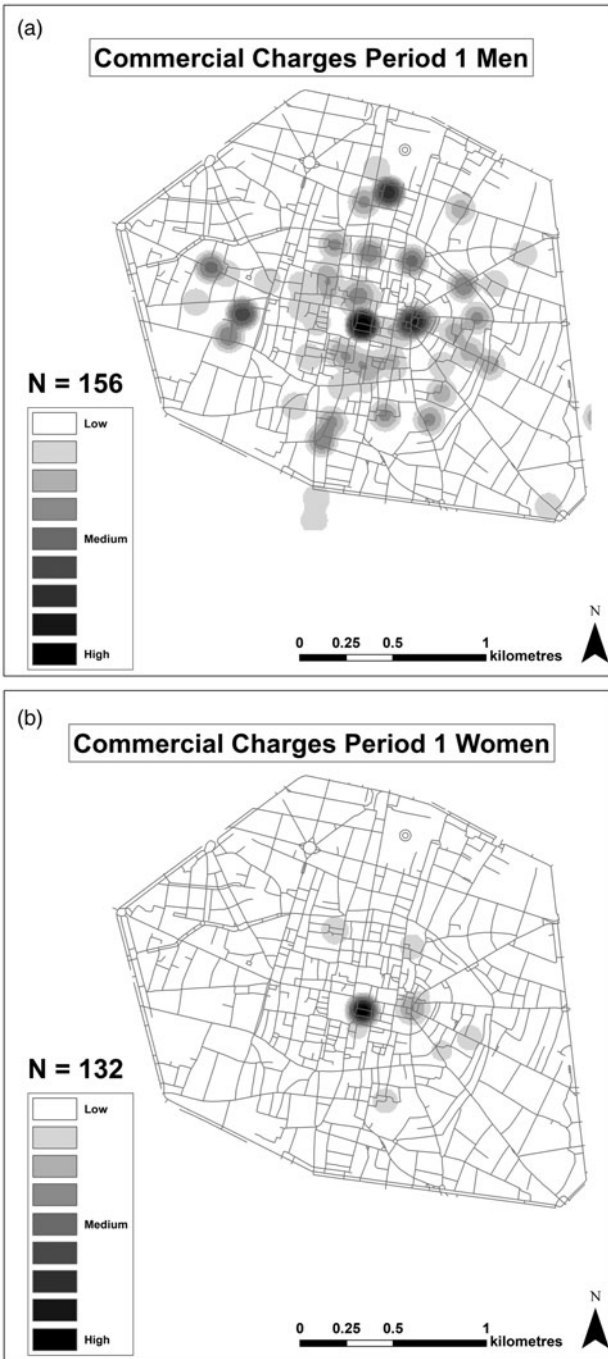 (a)
Commercial Charges Period 1 Men
N = 156
Low
Medium
High
0 0.25 0.5 1
kilometres
N
(b)
Commercial Charges Period 1 Women
N = 132
Low
Medium
High
0 0.25 0.5 1
kilometres
N